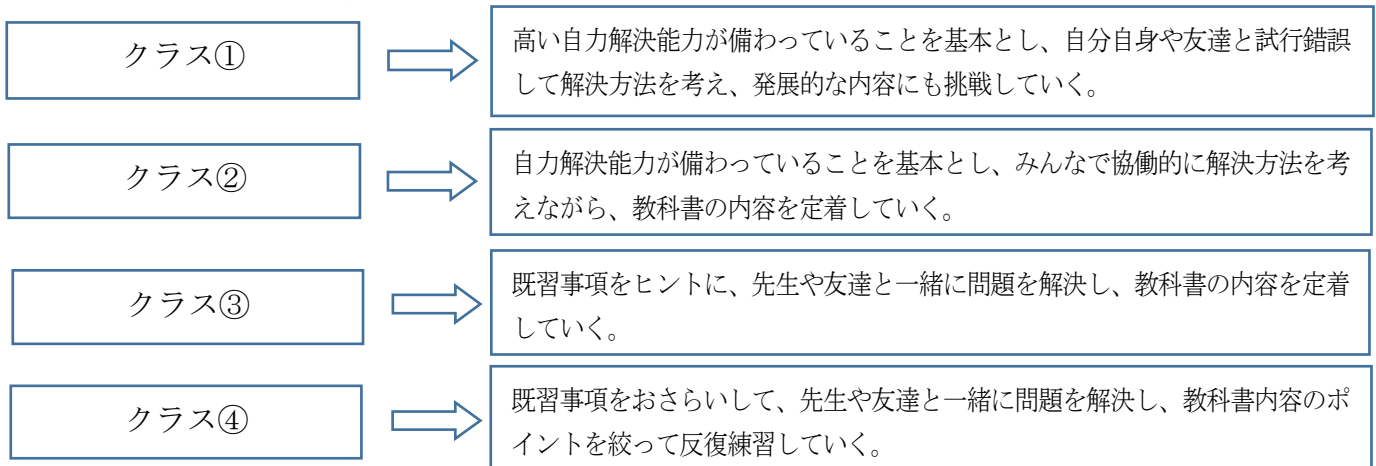 クラス①
高い自力解決能力が備わっていることを基本とし、自分自身や友達と試行錯誤
して解決方法を考え、発展的な内容にも挑戦していく。
クラス②
自力解決能力が備わっていることを基本とし、みんなで協働的に解決方法を考
えながら、教科書の内容を定着していく。
クラス③
既習事項をヒントに、先生や友達と一緒に問題を解決し、教科書の内容を定着
していく。
クラス④
既習事項をおさらいして、先生や友達と一緒に問題を解決し、教科書内容のポ
イントを絞って反復練習していく。